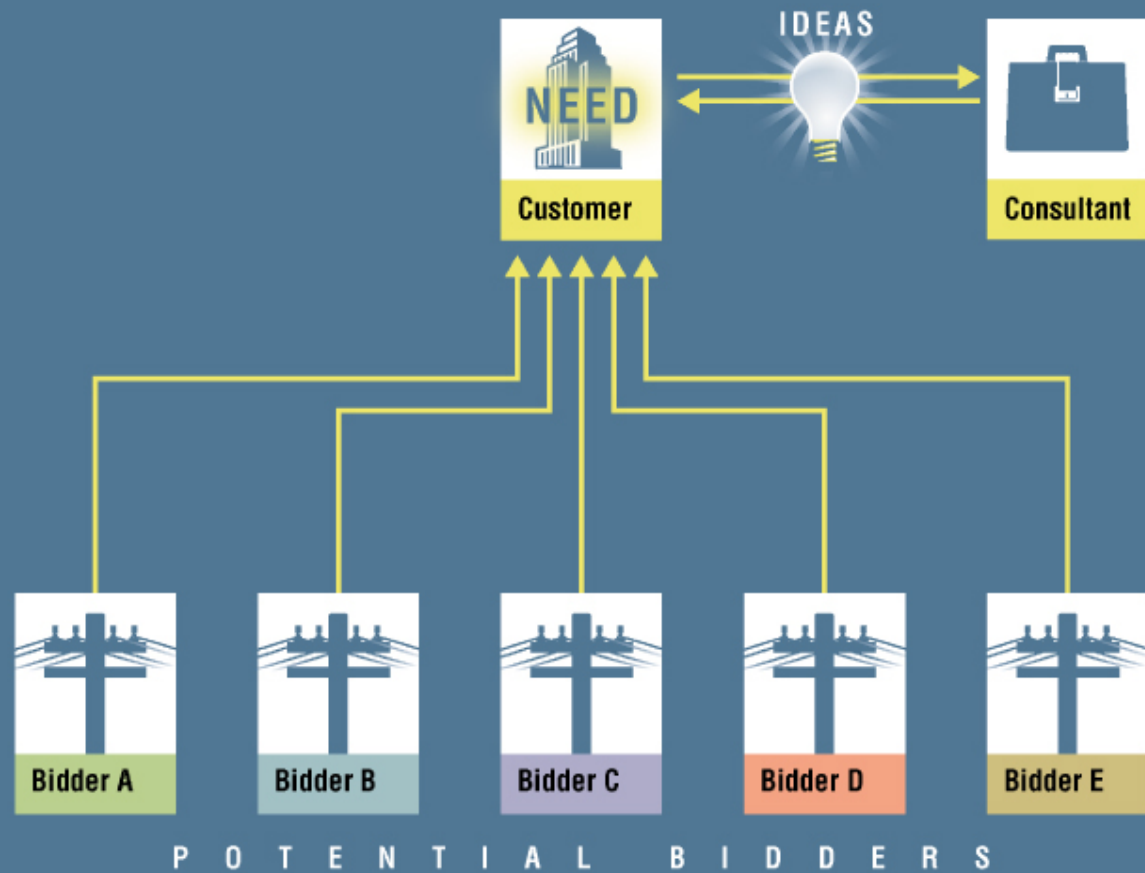 IDEAS
NEED
Customer
Consultant
Bidder A
Bidder B
Bidder C
Bidder D
Bidder E
POTENTIAL BIDDERS